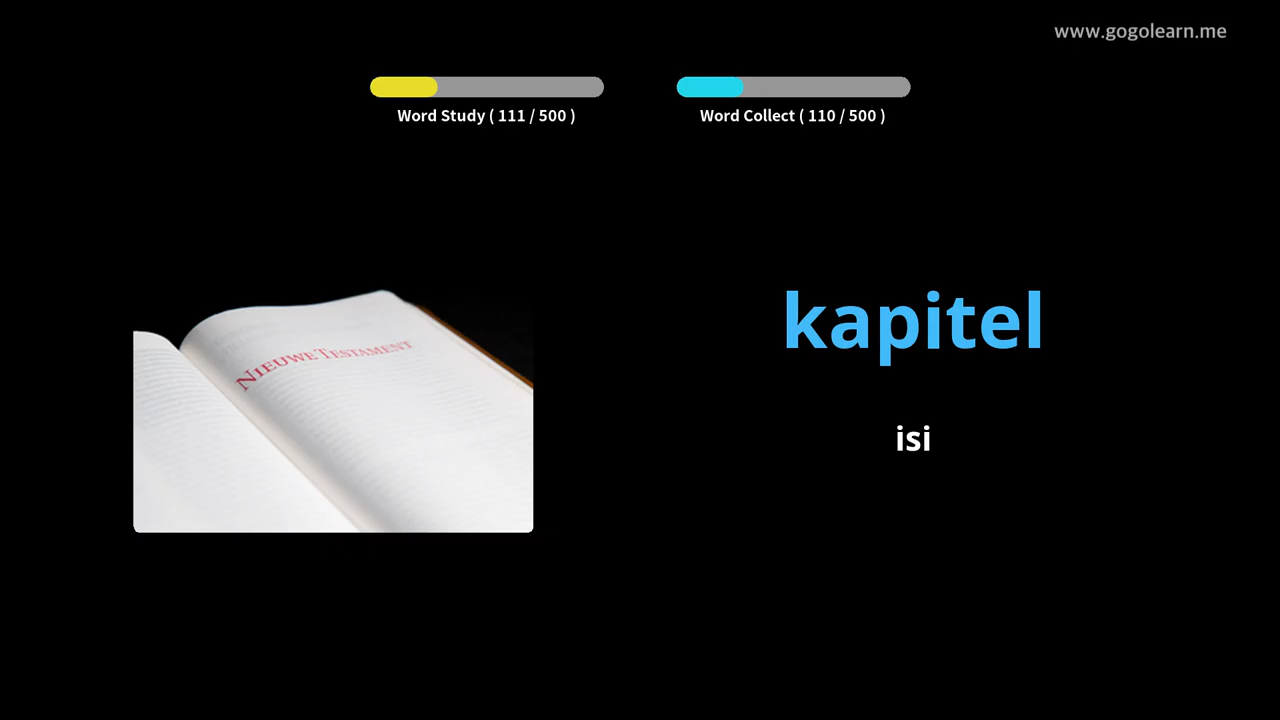 www.gogolearn.me
Word Study ( 111 / 500 )
Word Collect ( 110 / 500 )
NIEUWE TESTAMENT
kapitel
isi